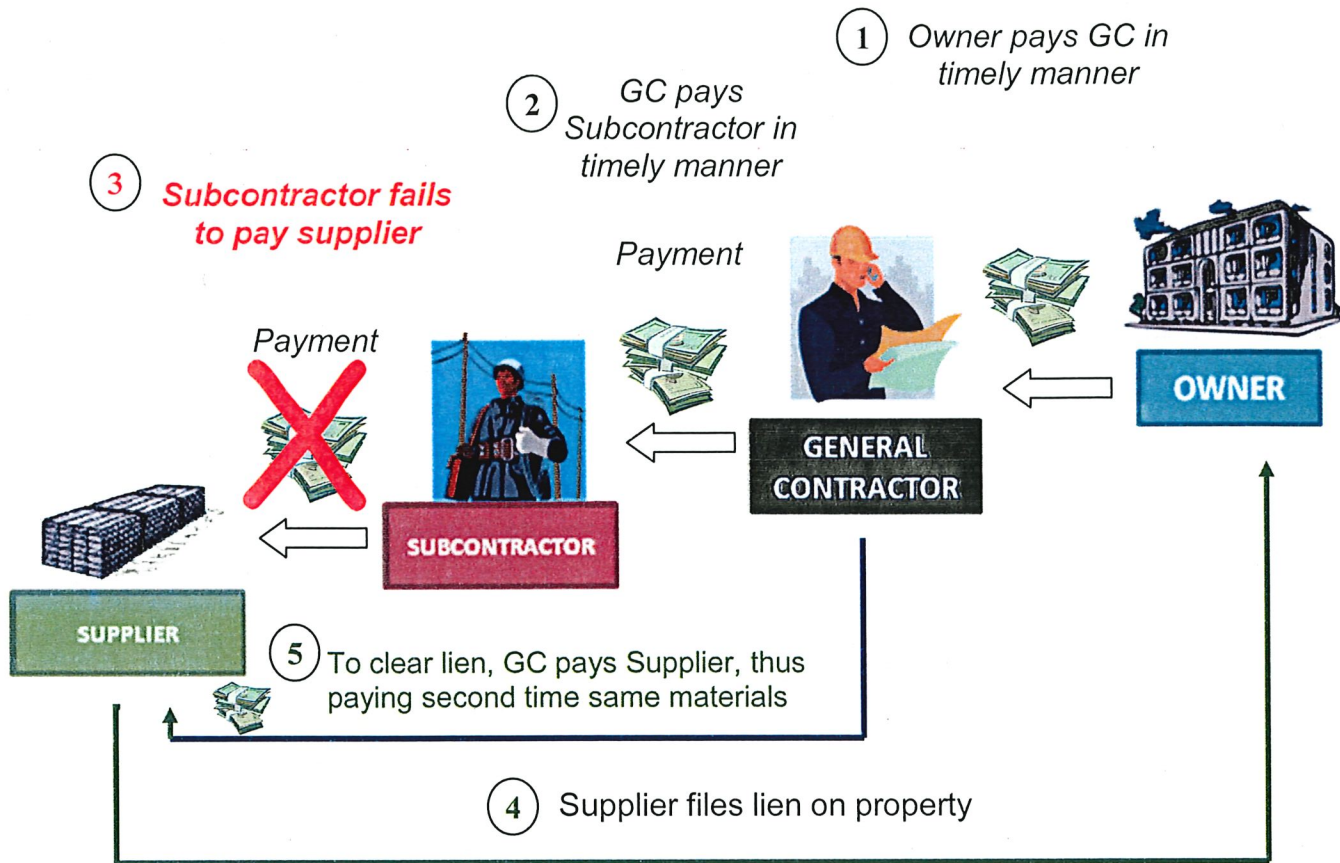 1 Owner pays GC in
timely manner
2 GC pays
Subcontractor in
timely manner
3 Subcontractor fails
to pay supplier
Payment
Payment
OWNER
GENERAL
CONTRACTOR
SUBCONTRACTOR
SUPPLIER
5 To clear lien, GC pays Supplier, thus
paying second time same materials
4 Supplier files lien on property